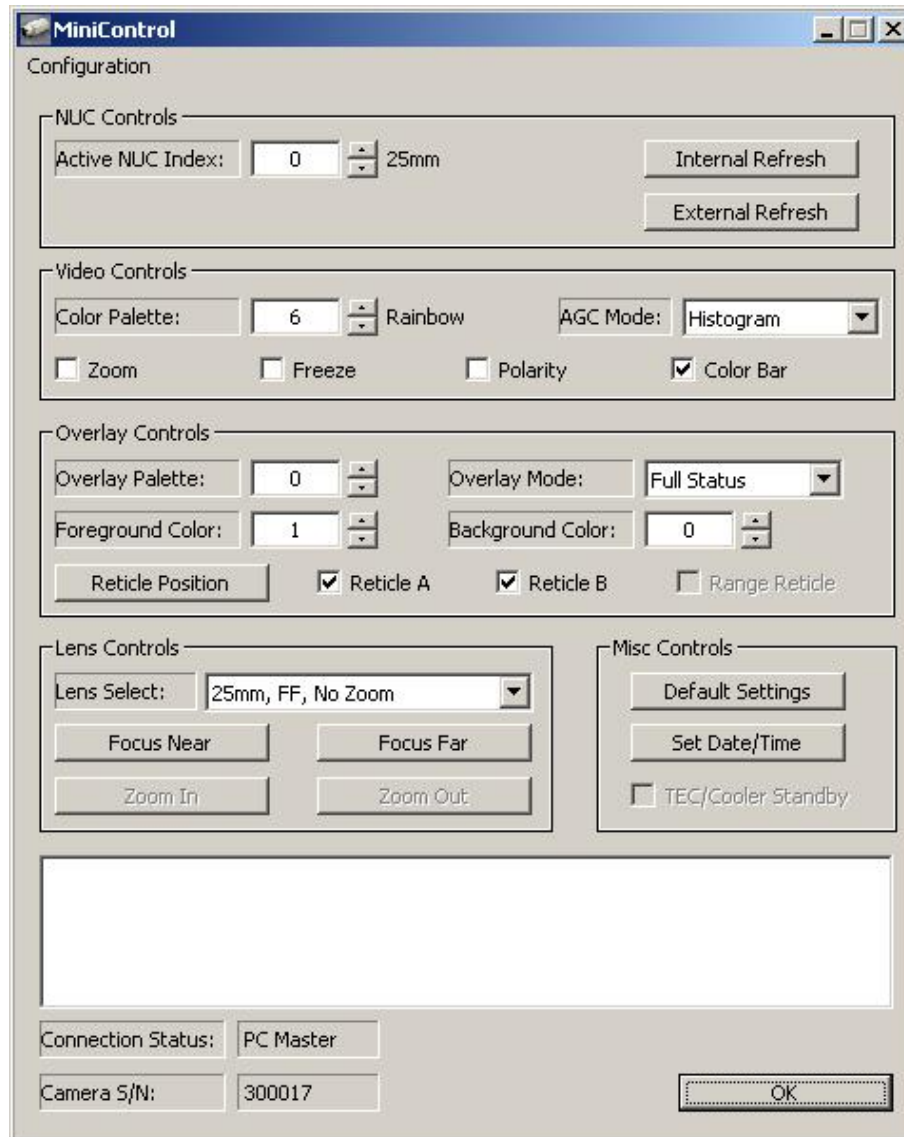 MiniControl
Configuration
NUC Controls
Active NUC Index: 0 25mm Internal Refresh
External Refresh
Video Controls
Color Palette: 6 Rainbow AGC Mode: Histogram
Zoom Freeze Polarity Color Bar
Overlay Controls
Overlay Palette: 0 Overlay Mode: Full Status
Foreground Color: 1 Background Color: 0
Reticle Position Reticle A Reticle B Range Reticle
Lens Controls Misc Controls
Lens Select: 25mm, FF, No Zoom Default Settings
Focus Near Focus Far Set Date/Time
Zoom In Zoom Out TEC/Cooler Standby
Connection Status: PC Master
Camera S/N: 300017 OK